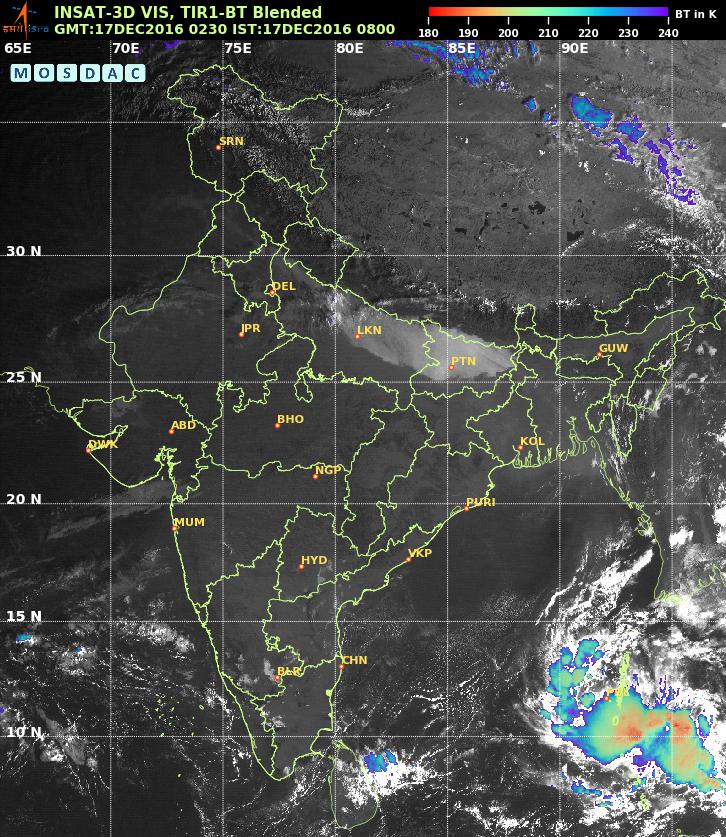 INSAT-3D VIS, TIR1-BT Blended
GMT:17DEC2016 0230 IST:17DEC2016 0800
BT in K
180 190 200 210 220 230 240
65E 70E 75E 80E 85E 90E
MOSDAC
SRN
30 N
DEL
JPR
LKN
GUW
PTN
25 N
ABD
BHO
DWK
KOL
NGP
20 N
PURI
MUM
VKP
HYD
15 N
CHN
BLR
10 N